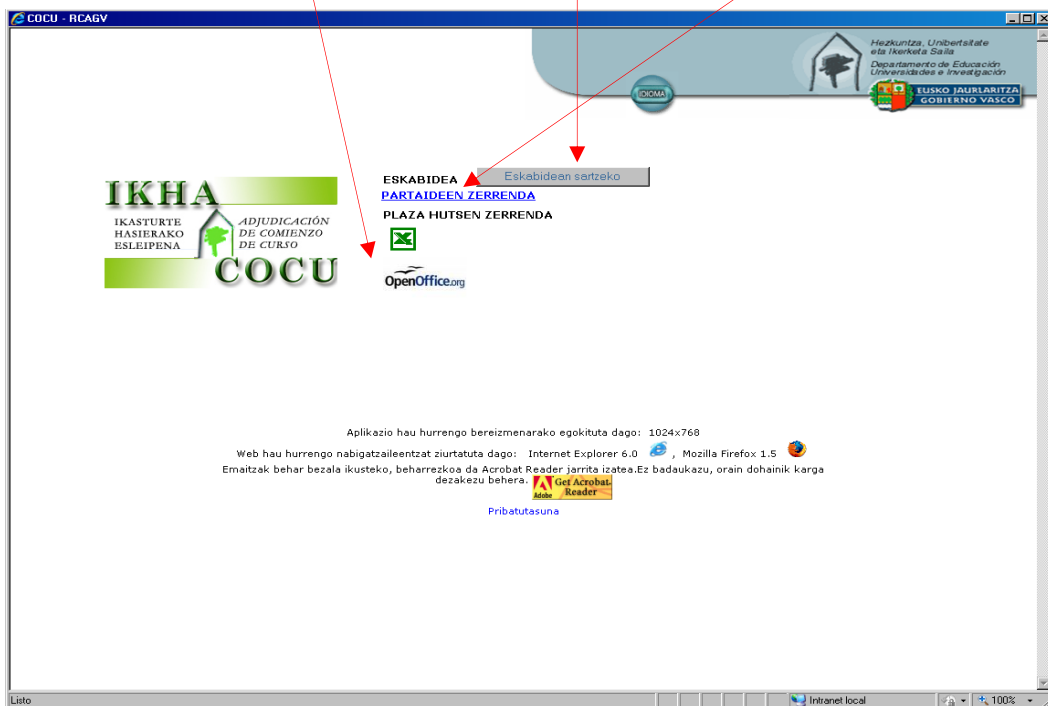 COCU - RCAGV
Hezkuntza, Unibertsitate
eta Ikerketa Saila
Departamento de Educación
Universidades e Investigación
EUSKO JAURLARITZA
GOBIERNO VASCO
IDIOMA
ESKABIDEA
Eskabidean sartzeko
PARTAIDEEN ZERRENDA
PLAZA HUTSEN ZERRENDA
IKHA
IKASTURTE
HASIERAKO
ESLEIPENA
ADJUDICACIÓN
DE COMIENZO
DE CURSO
COCU
OpenOffice.org
Aplikazio hau hurrengo bereizmenarako egokituta dago: 1024x768
Web hau hurrengo nabigatzaileentzat ziurtatuta dago: Internet Explorer 6.0 , Mozilla Firefox 1.5
Emaitzak behar bezala ikusteko, beharrezkoa da Acrobat Reader jarrita izatea.Ez badaukazu, orain dohainik karga
dezakezu behera.
Get Acrobat
Adobe Reader
Pribatutasuna
Listo
Intranet local
100%